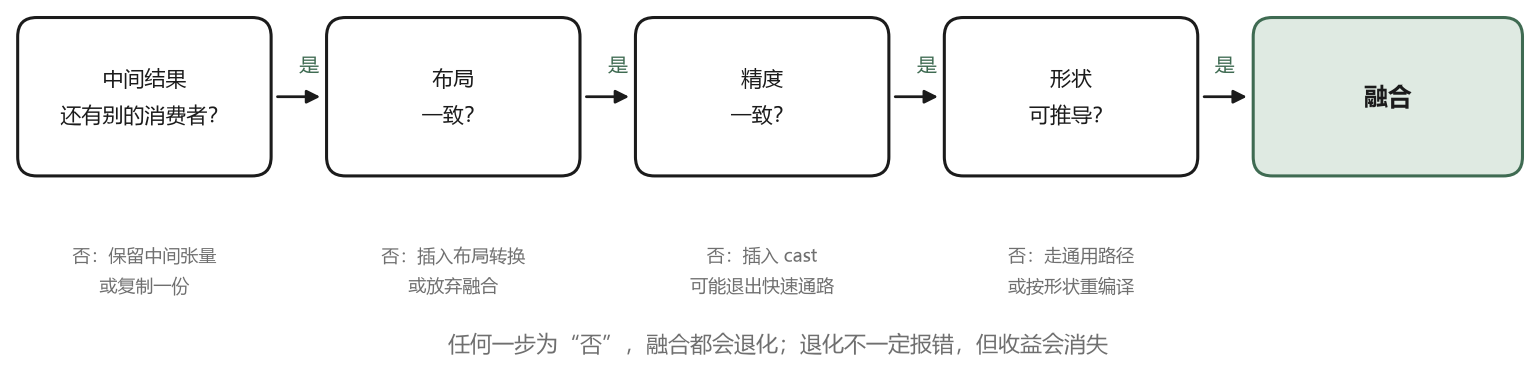 中间结果
还有别的消费者?
是
布局
一致?
是
精度
一致?
是
形状
可推导?
是
融合
否：保留中间张量
或复制一份
否：插入布局转换
或放弃融合
否：插入 cast
可能退出快速通路
否：走通用路径
或按形状重编译
任何一步为“否”，融合都会退化；退化不一定报错，但收益会消失